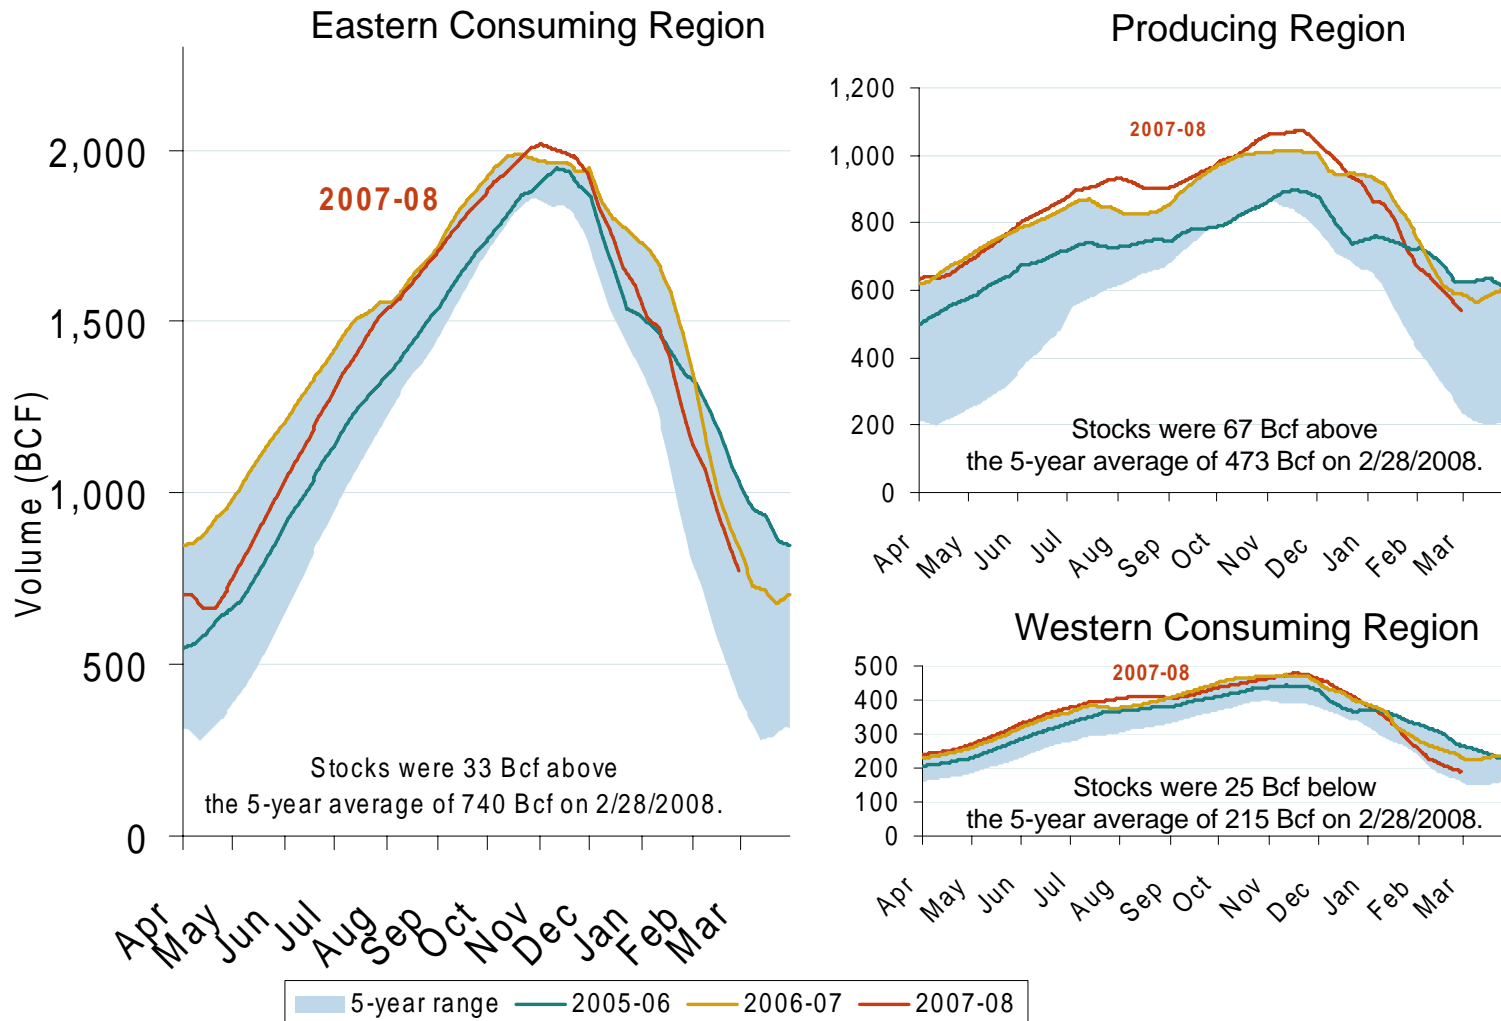 Eastern Consuming Region
Volume (BCF)
2,000
1,500
1,000
500
0
2007-08
Stocks were 33 Bcf above
the 5-year average of 740 Bcf on 2/28/2008.
Apr May Jun Jul Aug Sep Oct Nov Dec Jan Feb Mar
Producing Region
1,200
1,000
800
600
400
200
0
2007-08
Stocks were 67 Bcf above
the 5-year average of 473 Bcf on 2/28/2008.
Apr May Jun Jul Aug Sep Oct Nov Dec Jan Feb Mar
Western Consuming Region
500
400
300
200
100
0
2007-08
Stocks were 25 Bcf below
the 5-year average of 215 Bcf on 2/28/2008.
Apr May Jun Jul Aug Sep Oct Nov Dec Jan Feb Mar
5-year range 2005-06 2006-07 2007-08